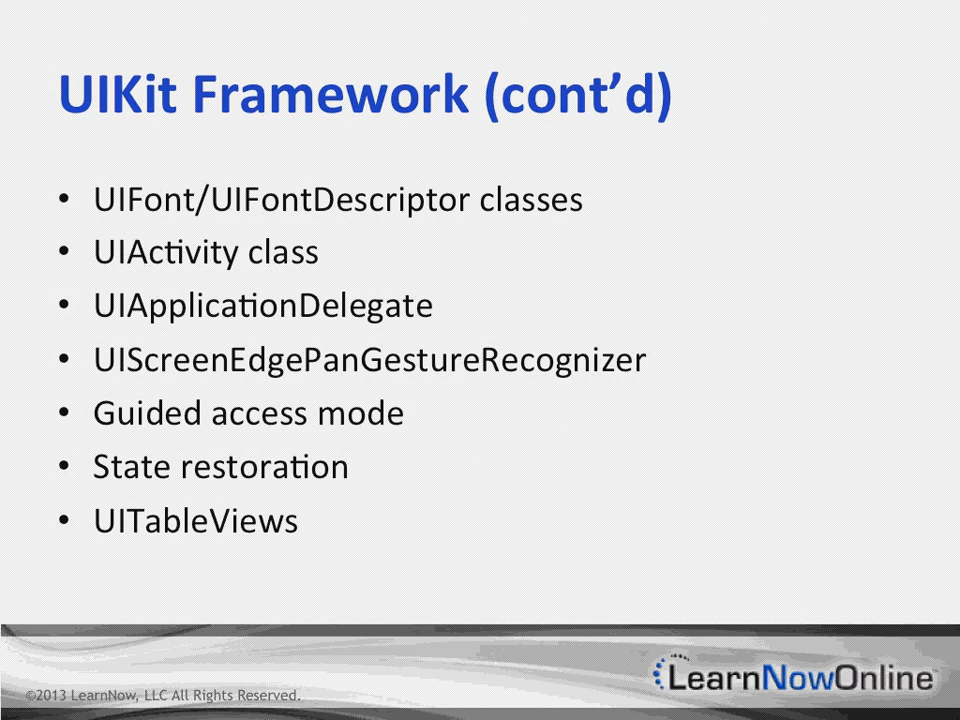 UIKit Framework (cont’d)
• UIFont/UIFontDescriptor classes
• UIActivity class
• UIApplicationDelegate
• UIScreenEdgePanGestureRecognizer
• Guided access mode
• State restoration
• UITableViews
©2013 LearnNow, LLC All Rights Reserved.
LearnNowOnline™